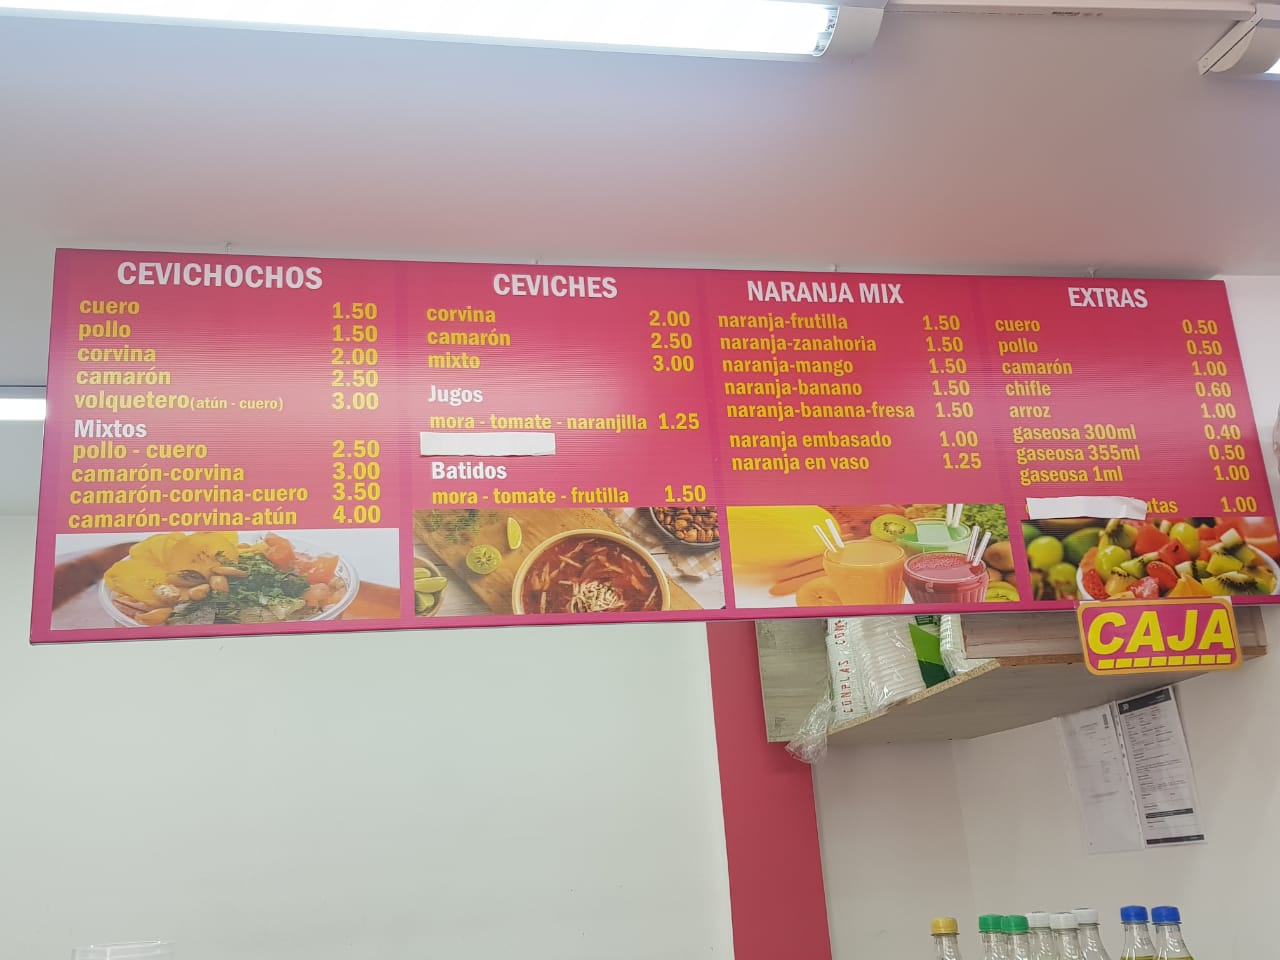 CEVICHOCHOS
cuero 1.50
pollo 1.50
corvina 2.00
camarón 2.50
volquetero (atún - cuero) 3.00
Mixtos
pollo - cuero 2.50
camarón-corvina 3.00
camarón-corvina-cuero 3.50
camarón-corvina-atún 4.00
CEVICHES
corvina 2.00
camarón 2.50
mixto 3.00
Jugos
mora - tomate - naranjilla 1.25
Batidos
mora - tomate - frutilla 1.50
NARANJA MIX
naranja-frutilla 1.50
naranja-zanahoria 1.50
naranja-mango 1.50
naranja-banano 1.50
naranja-banana-fresa 1.50
naranja embasado 1.00
naranja en vaso 1.25
EXTRAS
cuero 0.50
pollo 0.50
camarón 1.00
chifle 0.60
arroz 1.00
gaseosa 300ml 0.40
gaseosa 355ml 0.50
gaseosa 1ml 1.00
1.00
CAJA
CONPLAS